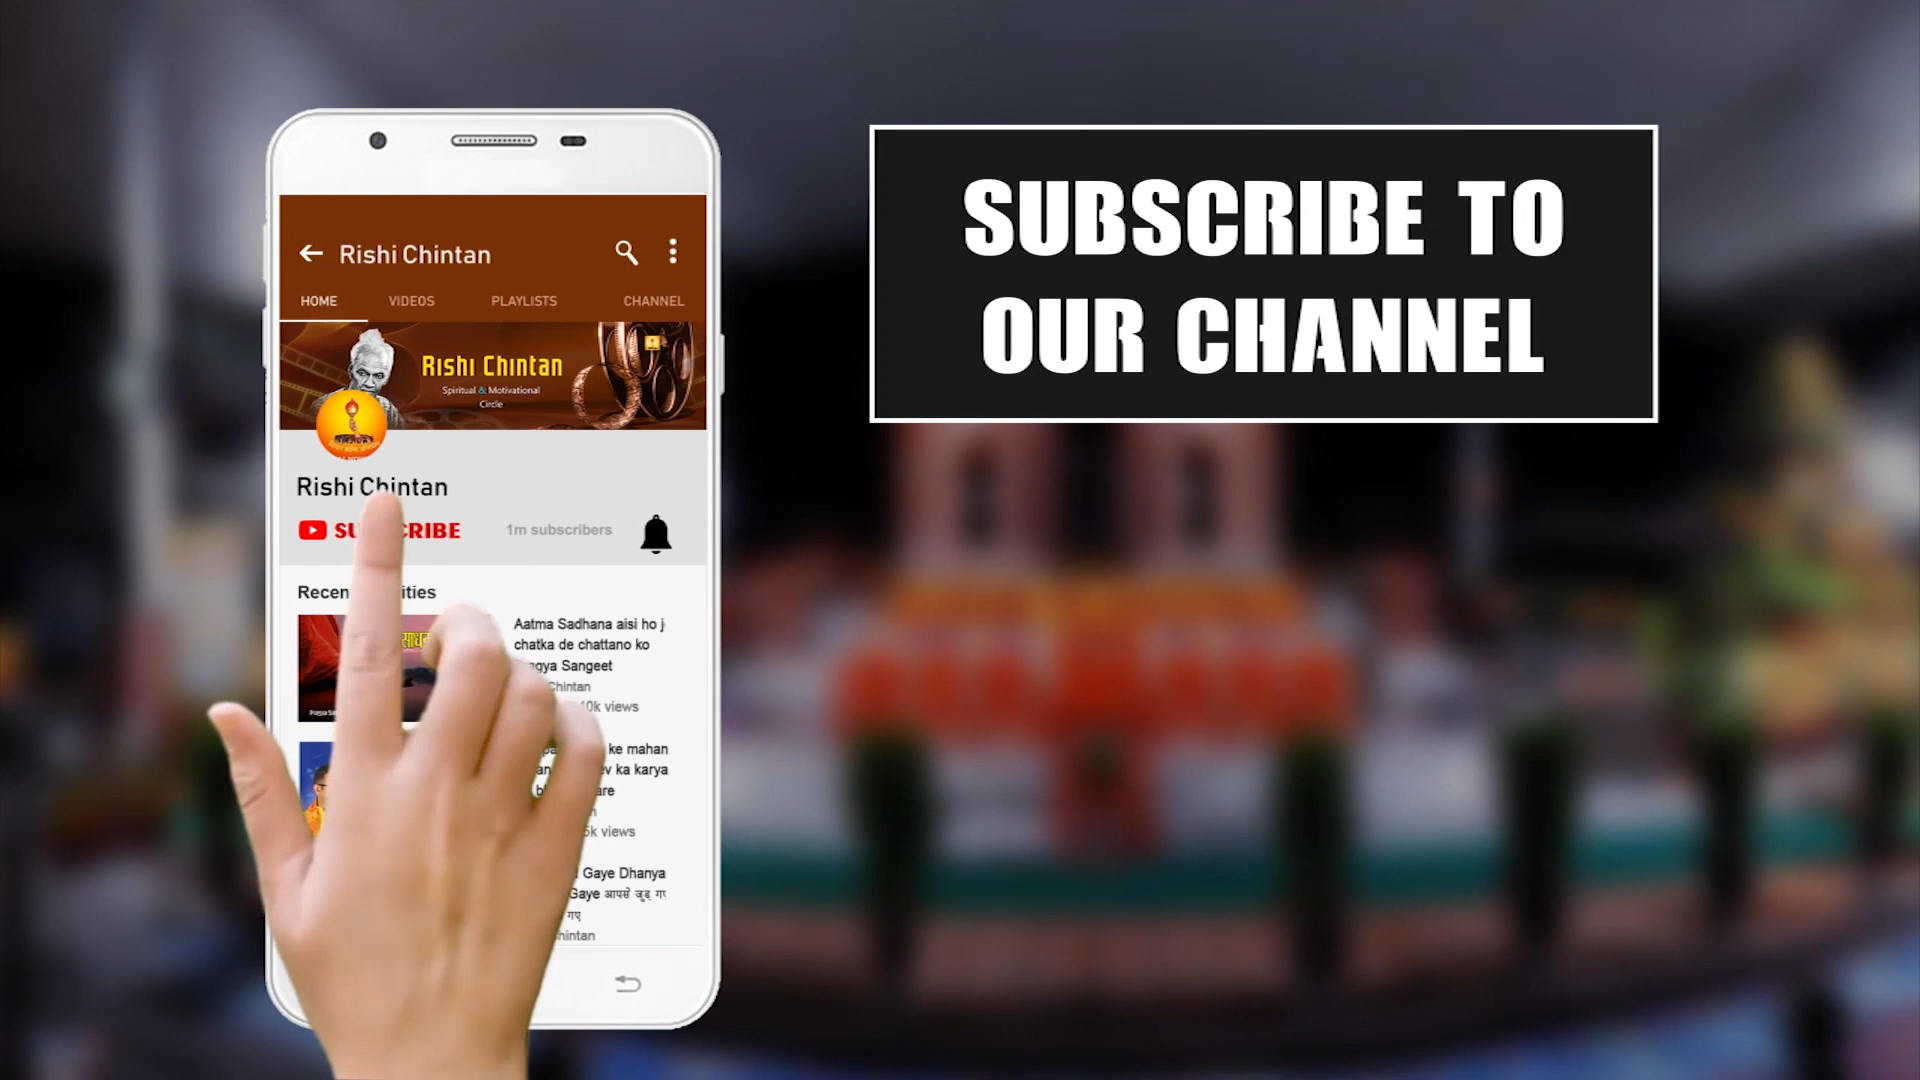 Rishi Chintan
HOME VIDEOS PLAYLISTS CHANNEL
Rishi Chintan
Spiritual & Motivational
Circle
Rishi Chintan
1m subscribers
Aatma Sadhana aisi ho j
chatka de chattano ko
Sangeet
Chintan
10k views
ke mahan
ka karya
5k views
Gaye Dhanya
Gaye आपसे जुड़
गए
SUBSCRIBE TO
OUR CHANNEL